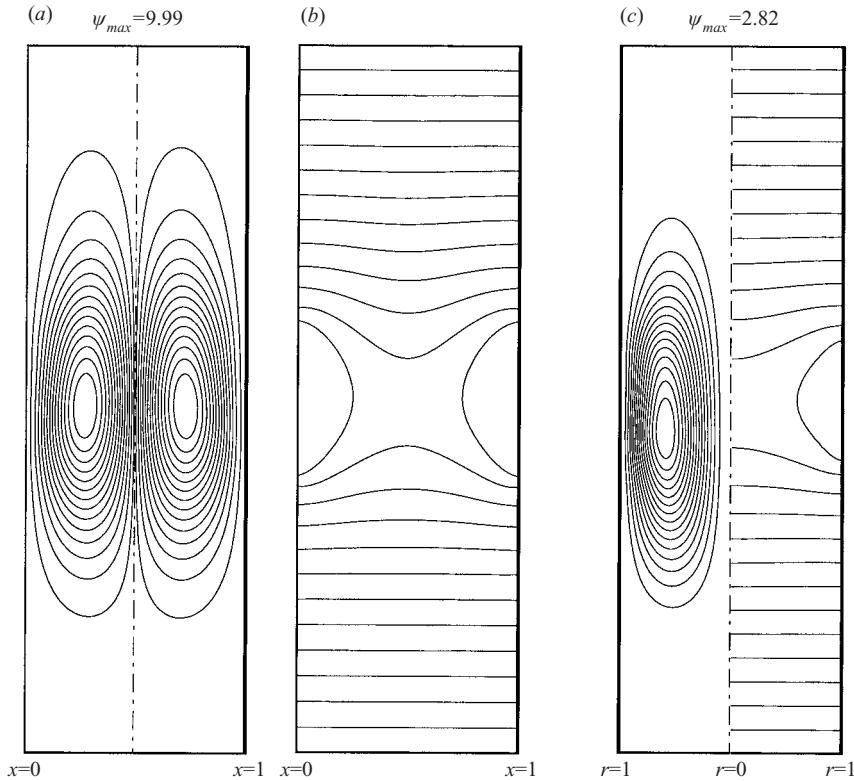 (a) ψmax=9.99 (b) (c) ψmax=2.82
x=0 x=1 x=0 x=1 r=1 r=0 r=1